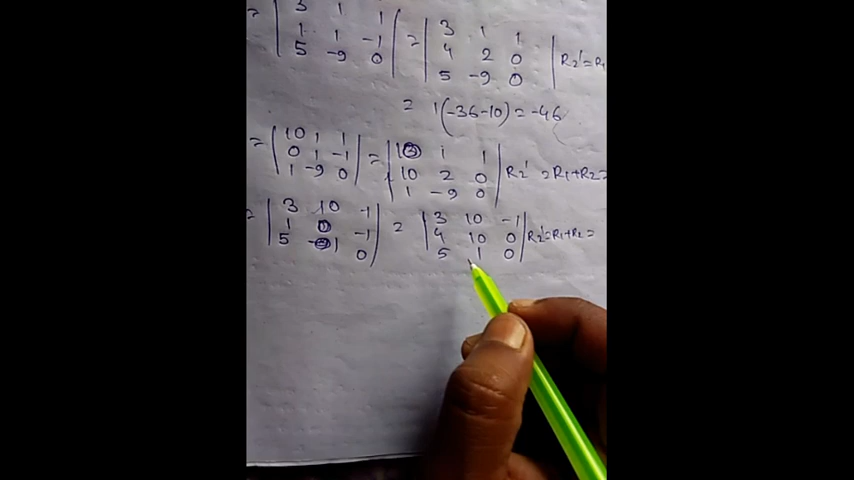 = | 3 1 1 | = | 3 1 1 |
| 1 1 -1 | | 4 2 0 | R2' = R1
| 5 -9 0 | | 5 -9 0 |
= 1(-36-10) = -46
= | 10 1 1 | = | 10 1 1 |
| 0 1 -1 | | 10 2 0 | R2' = R1+R2 =
| 1 -9 0 | | 1 -9 0 |
= | 3 10 -1 | = | 3 10 -1 |
| 1 0 -1 | | 4 10 0 | R2' = R1+R2 =
| 5 1 0 | | 5 1 0 |